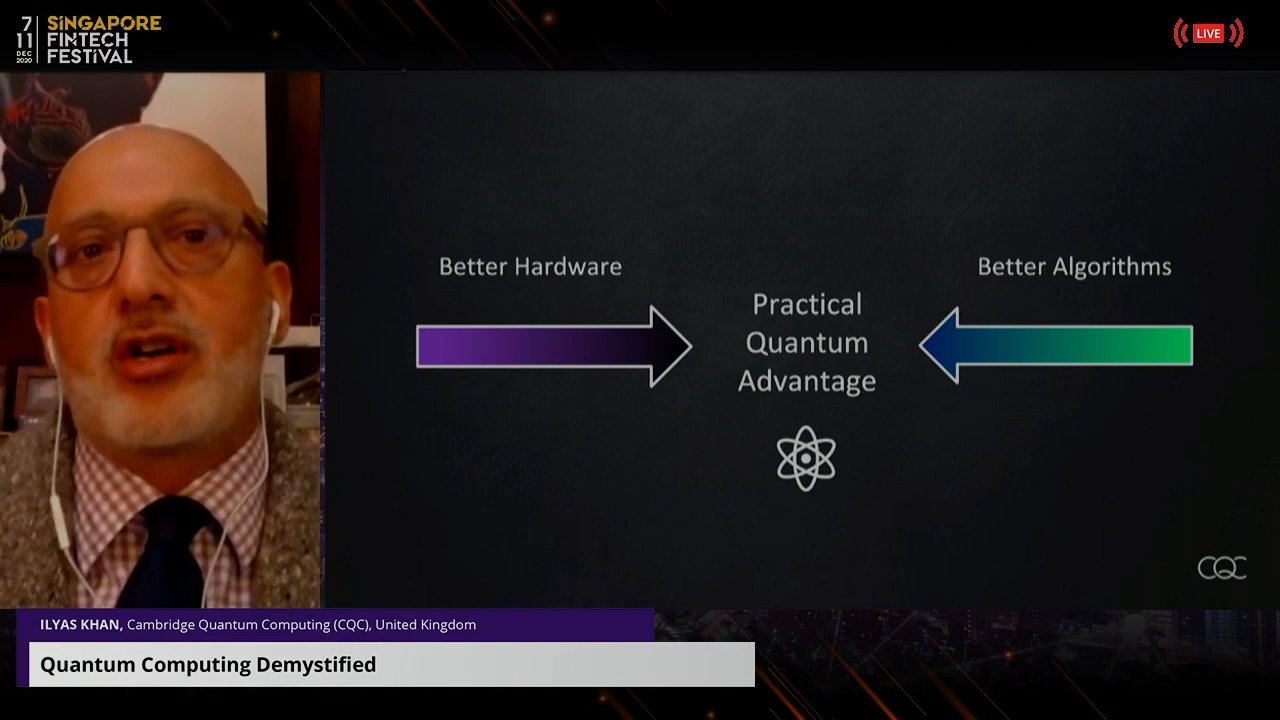 7
11
DEC
2020
SINGAPORE
FINTECH
FESTIVAL
LIVE
Better Hardware
Better Algorithms
Practical
Quantum
Advantage
CQC
ILYAS KHAN, Cambridge Quantum Computing (CQC), United Kingdom
Quantum Computing Demystified